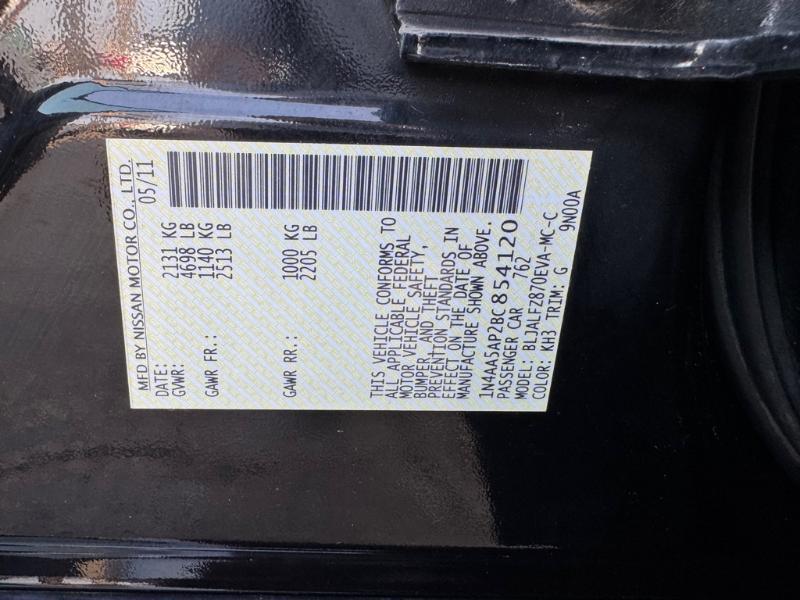 MFD BY NISSAN MOTOR CO., LTD.
DATE: 05/11
GVWR: 2131 KG
4698 LB
GAWR FR.: 1140 KG
2513 LB
GAWR RR.: 1000 KG
2205 LB
THIS VEHICLE CONFORMS TO
ALL APPLICABLE FEDERAL
MOTOR VEHICLE SAFETY,
BUMPER, AND THEFT
PREVENTION STANDARDS IN
EFFECT ON THE DATE OF
MANUFACTURE SHOWN ABOVE.
1N4AA5AP2BC854120
PASSENGER CAR 762
MODEL: BLJALFZ870EVA-MC-C
COLOR: KH3 TRIM: G 9N00A